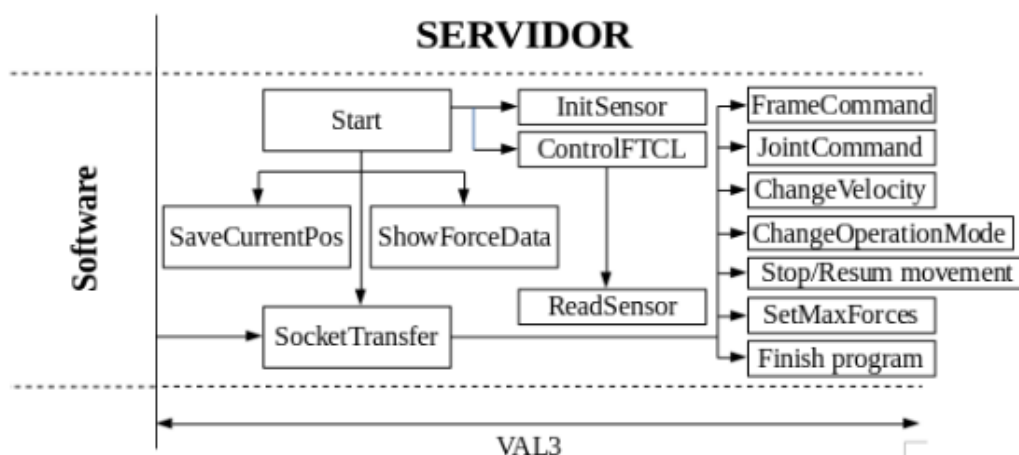 SERVIDOR
Software
Start
InitSensor
ControlFTCL
SaveCurrentPos
ShowForceData
ReadSensor
SocketTransfer
FrameCommand
JointCommand
ChangeVelocity
ChangeOperationMode
Stop/Resum movement
SetMaxForces
Finish program
VAL3